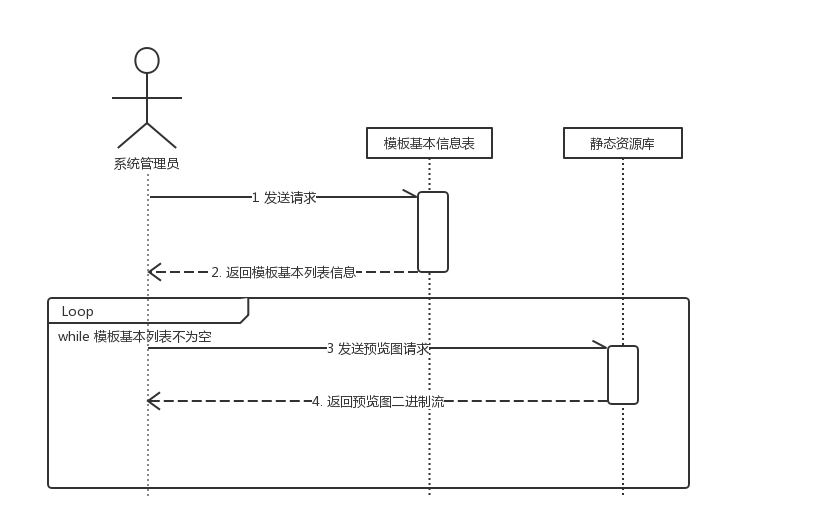 系统管理员
模板基本信息表
静态资源库
1 发送请求
2. 返回模板基本列表信息
Loop
while 模板基本列表不为空
3 发送预览图请求
4. 返回预览图二进制流